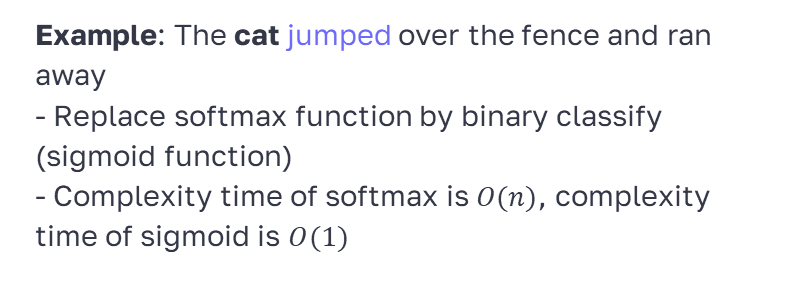 Example: The cat jumped over the fence and ran
away
- Replace softmax function by binary classify
(sigmoid function)
- Complexity time of softmax is O(n), complexity
time of sigmoid is O(1)